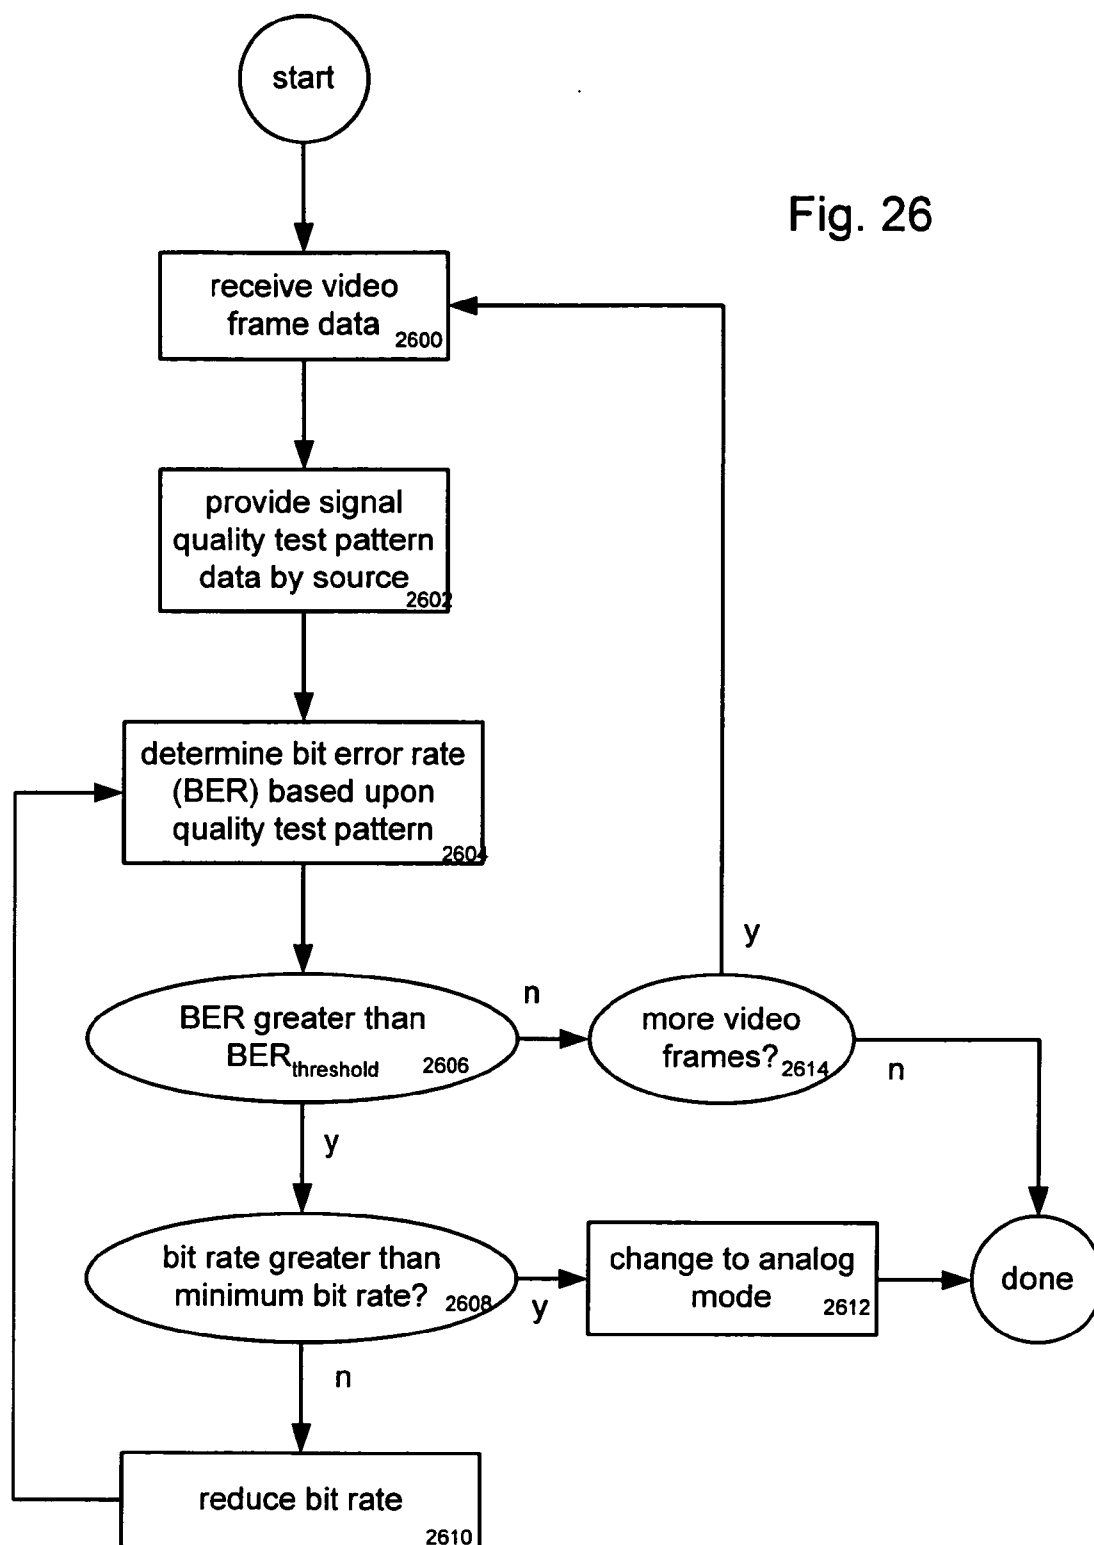 start
Fig. 26
receive video
frame data
2600
provide signal
quality test pattern
data by source
2602
determine bit error rate
(BER) based upon
quality test pattern
2604
y
BER greater than
BERthreshold
2606
n
more video
frames?
2614
n
y
bit rate greater than
minimum bit rate?
2608
y
change to analog
mode
2612
done
n
reduce bit rate
2610